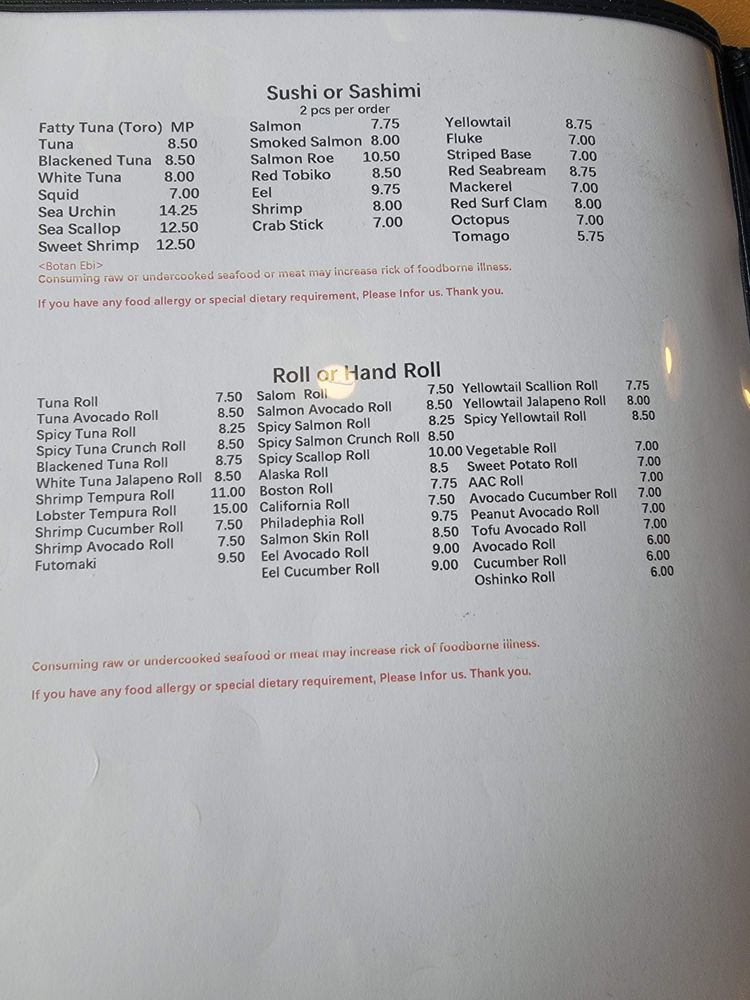 Sushi or Sashimi
2 pcs per order
Fatty Tuna (Toro) MP
Tuna 8.50
Blackened Tuna 8.50
White Tuna 8.00
Squid 7.00
Sea Urchin 14.25
Sea Scallop 12.50
Sweet Shrimp 12.50
<Botan Ebi>
Salmon 7.75
Smoked Salmon 8.00
Salmon Roe 10.50
Red Tobiko 8.50
Eel 9.75
Shrimp 8.00
Crab Stick 7.00
Yellowtail 8.75
Fluke 7.00
Striped Base 7.00
Red Seabream 8.75
Mackerel 7.00
Red Surf Clam 8.00
Octopus 7.00
Tomago 5.75
Consuming raw or undercooked seafood or meat may increase rick of foodborne illness.
If you have any food allergy or special dietary requirement, Please Infor us. Thank you.
Roll or Hand Roll
Tuna Roll 7.50
Tuna Avocado Roll 8.50
Spicy Tuna Roll 8.25
Spicy Tuna Crunch Roll 8.50
Blackened Tuna Roll 8.75
White Tuna Jalapeno Roll 8.50
Shrimp Tempura Roll 11.00
Lobster Tempura Roll 15.00
Shrimp Cucumber Roll 7.50
Shrimp Avocado Roll 7.50
Futomaki 9.50
Salom Roll 7.50
Salmon Avocado Roll 8.50
Spicy Salmon Roll 8.25
Spicy Salmon Crunch Roll 8.50
Spicy Scallop Roll 10.00
Alaska Roll 8.5
Boston Roll 7.75
California Roll 7.50
Philadephia Roll 9.75
Salmon Skin Roll 8.50
Eel Avocado Roll 9.00
Eel Cucumber Roll 9.00
Yellowtail Scallion Roll 7.75
Yellowtail Jalapeno Roll 8.00
Spicy Yellowtail Roll 8.50
Vegetable Roll 7.00
Sweet Potato Roll 7.00
AAC Roll 7.00
Avocado Cucumber Roll 7.00
Peanut Avocado Roll 7.00
Tofu Avocado Roll 7.00
Avocado Roll 6.00
Cucumber Roll 6.00
Oshinko Roll 6.00
Consuming raw or undercooked seafood or meat may increase rick of foodborne illness.
If you have any food allergy or special dietary requirement, Please Infor us. Thank you.